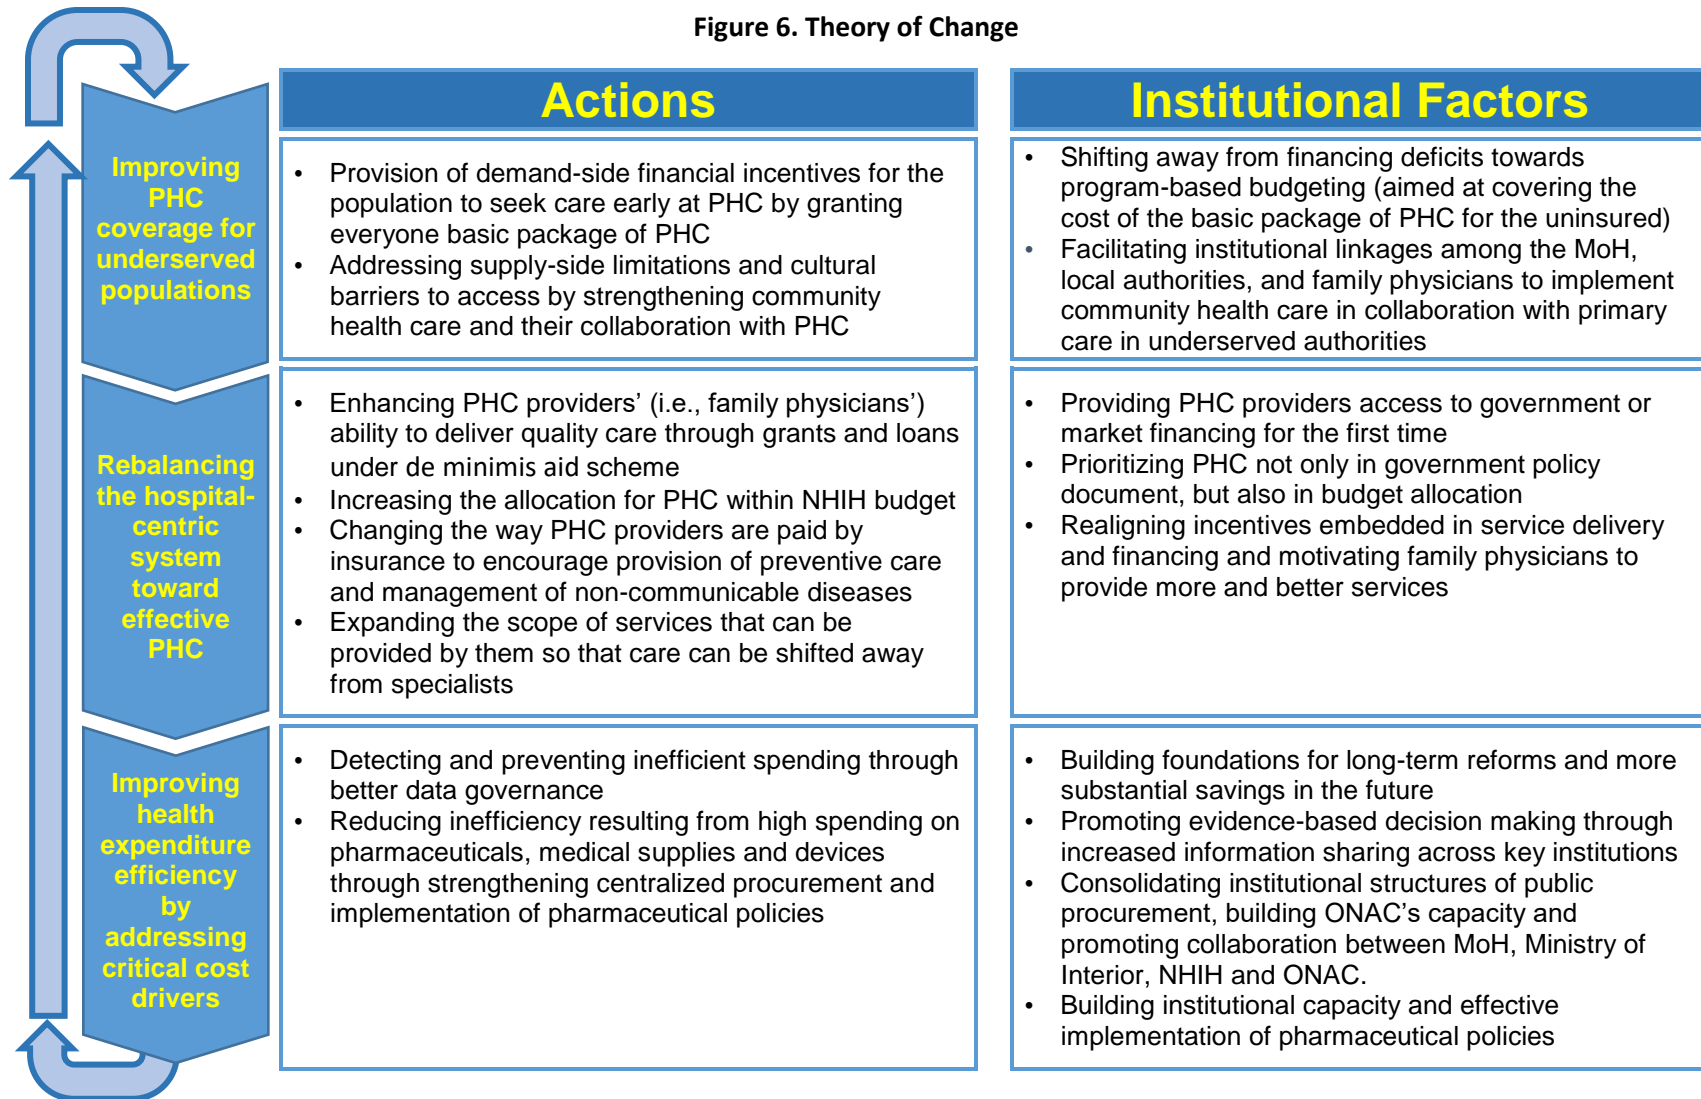 Figure 6. Theory of Change
Actions
Institutional Factors
Improving
PHC
coverage for
underserved
populations
• Provision of demand-side financial incentives for the
population to seek care early at PHC by granting
everyone basic package of PHC
• Addressing supply-side limitations and cultural
barriers to access by strengthening community
health care and their collaboration with PHC
• Shifting away from financing deficits towards
program-based budgeting (aimed at covering the
cost of the basic package of PHC for the uninsured)
• Facilitating institutional linkages among the MoH,
local authorities, and family physicians to implement
community health care in collaboration with primary
care in underserved authorities
Rebalancing
the hospital-
centric
system
toward
effective
PHC
• Enhancing PHC providers’ (i.e., family physicians’)
ability to deliver quality care through grants and loans
under de minimis aid scheme
• Increasing the allocation for PHC within NHIH budget
• Changing the way PHC providers are paid by
insurance to encourage provision of preventive care
and management of non-communicable diseases
• Expanding the scope of services that can be
provided by them so that care can be shifted away
from specialists
• Providing PHC providers access to government or
market financing for the first time
• Prioritizing PHC not only in government policy
document, but also in budget allocation
• Realigning incentives embedded in service delivery
and financing and motivating family physicians to
provide more and better services
Improving
health
expenditure
efficiency
by
addressing
critical cost
drivers
• Detecting and preventing inefficient spending through
better data governance
• Reducing inefficiency resulting from high spending on
pharmaceuticals, medical supplies and devices
through strengthening centralized procurement and
implementation of pharmaceutical policies
• Building foundations for long-term reforms and more
substantial savings in the future
• Promoting evidence-based decision making through
increased information sharing across key institutions
• Consolidating institutional structures of public
procurement, building ONAC’s capacity and
promoting collaboration between MoH, Ministry of
Interior, NHIH and ONAC.
• Building institutional capacity and effective
implementation of pharmaceutical policies